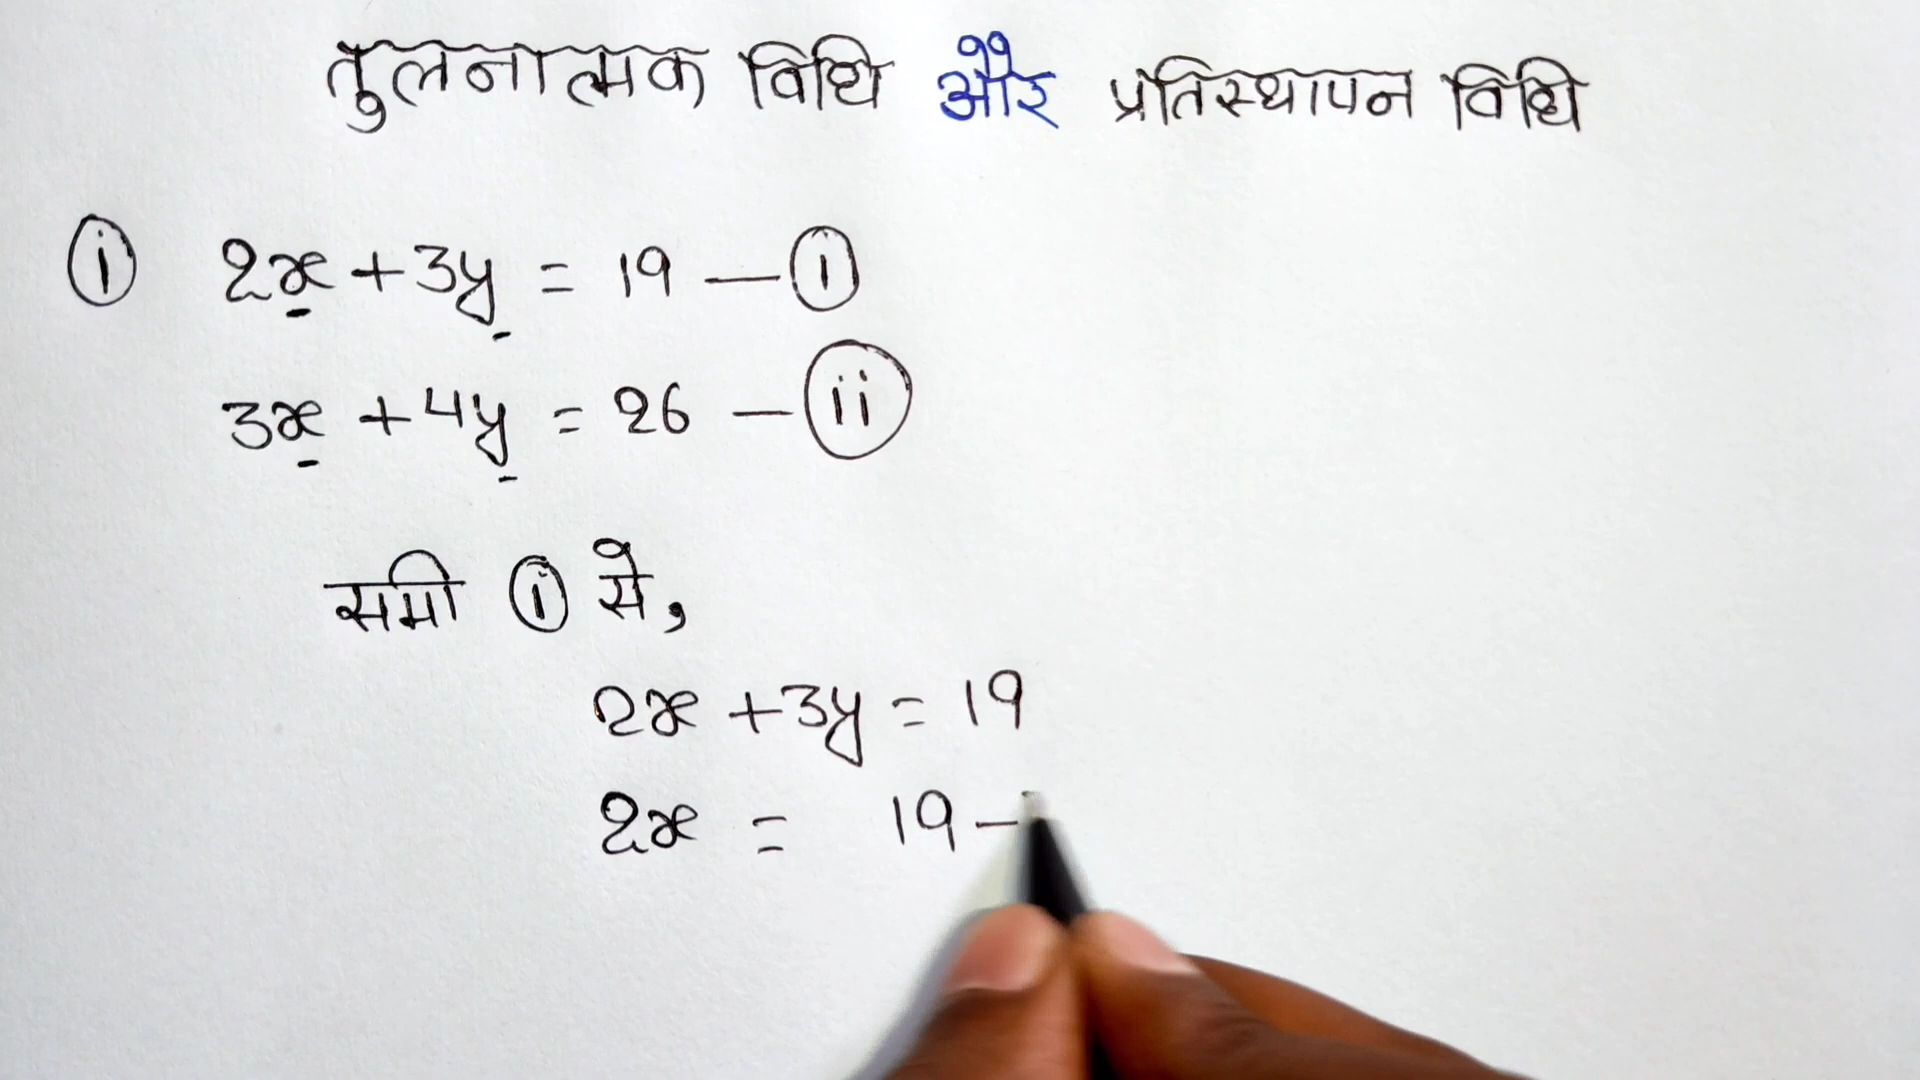 तुलनात्मक विधि और प्रतिस्थापन विधि
(i) 2x + 3y = 19 — (i)
3x + 4y = 26 — (ii)
समी (i) से,
2x + 3y = 19
2x = 19 -